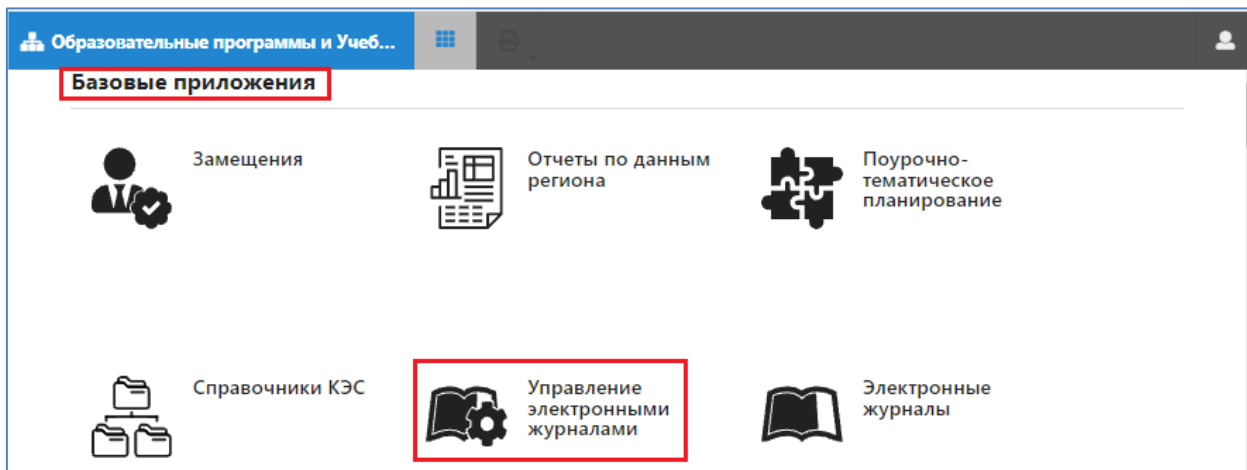 Образовательные программы и Учеб...
Базовые приложения
Замещения
Отчеты по данным
региона
Поурочно-
тематическое
планирование
Справочники КЭС
Управление
электронными
журналами
Электронные
журналы